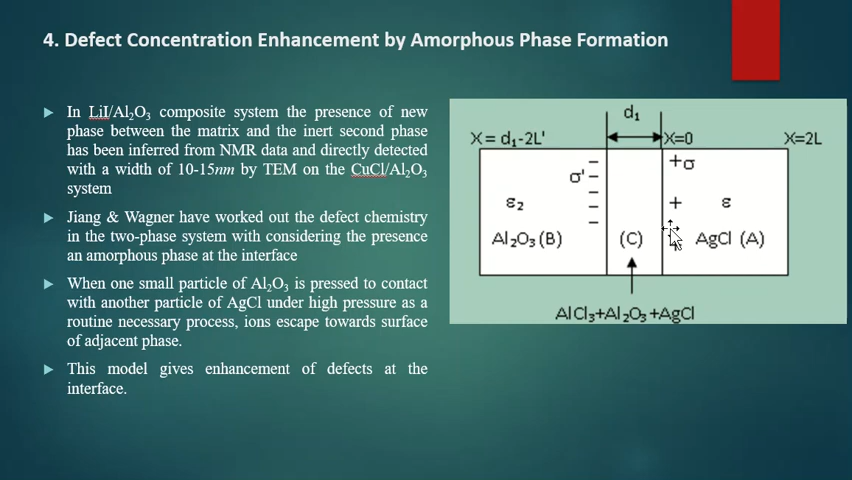 4. Defect Concentration Enhancement by Amorphous Phase Formation
In LiI/Al₂O₃ composite system the presence of new
phase between the matrix and the inert second phase
has been inferred from NMR data and directly detected
with a width of 10-15nm by TEM on the CuCl/Al₂O₃
system
Jiang & Wagner have worked out the defect chemistry
in the two-phase system with considering the presence
an amorphous phase at the interface
When one small particle of Al₂O₃ is pressed to contact
with another particle of AgCl under high pressure as a
routine necessary process, ions escape towards surface
of adjacent phase.
This model gives enhancement of defects at the
interface.
d₁
X = d₁-2L' X=0 X=2L
σ' − +σ
ε₂ + ε
Al₂O₃ (B) (C) + AgCl (A)
AlCl₃+Al₂O₃+AgCl